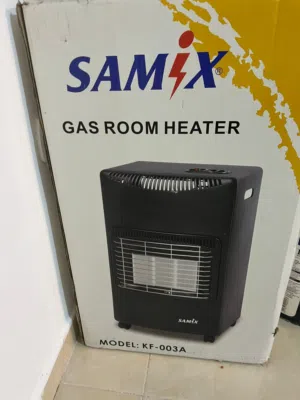 SAMIX®
GAS ROOM HEATER
SAMIX
MODEL: KF-003A